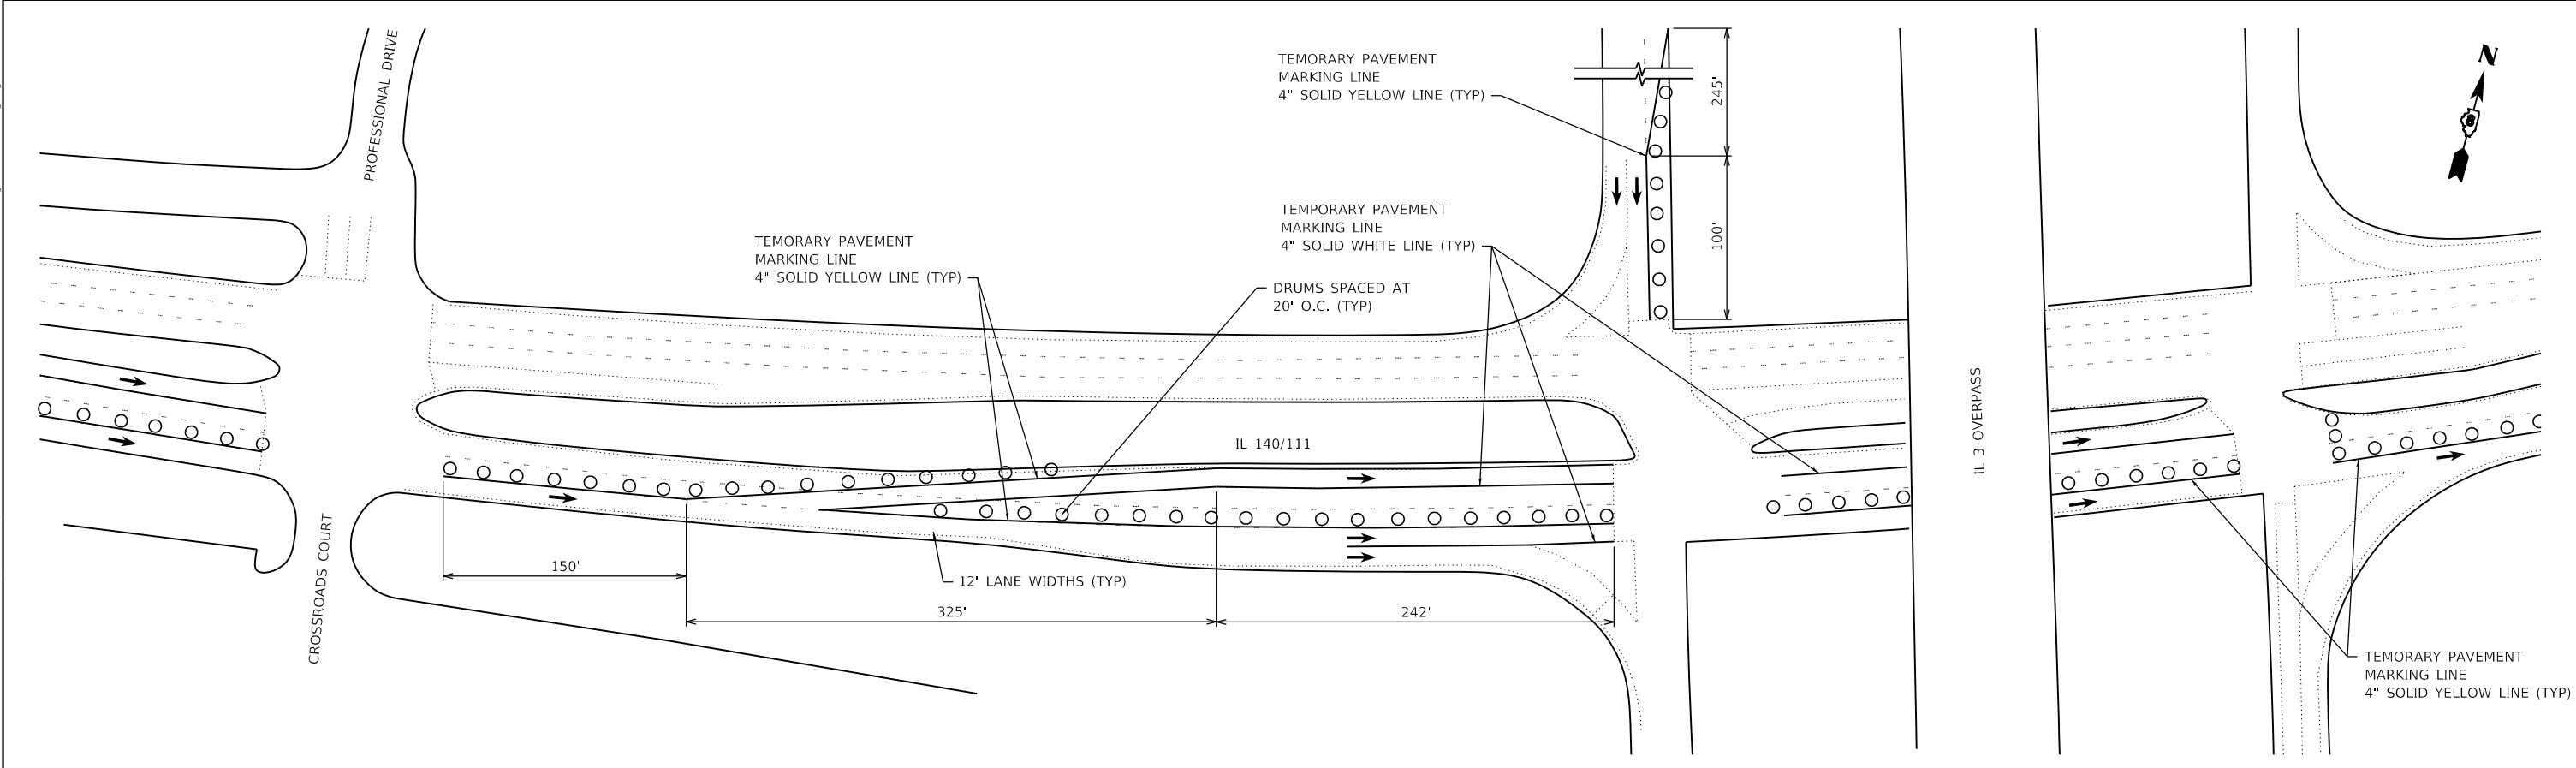 PROFESSIONAL DRIVE
TEMORARY PAVEMENT
MARKING LINE
4" SOLID YELLOW LINE (TYP)
245'
N
8
TEMPORARY PAVEMENT
MARKING LINE
4" SOLID WHITE LINE (TYP)
100'
TEMORARY PAVEMENT
MARKING LINE
4" SOLID YELLOW LINE (TYP)
DRUMS SPACED AT
20' O.C. (TYP)
IL 140/111
IL 3 OVERPASS
CROSSROADS COURT
150'
12' LANE WIDTHS (TYP)
325'
242'
TEMORARY PAVEMENT
MARKING LINE
4" SOLID YELLOW LINE (TYP)